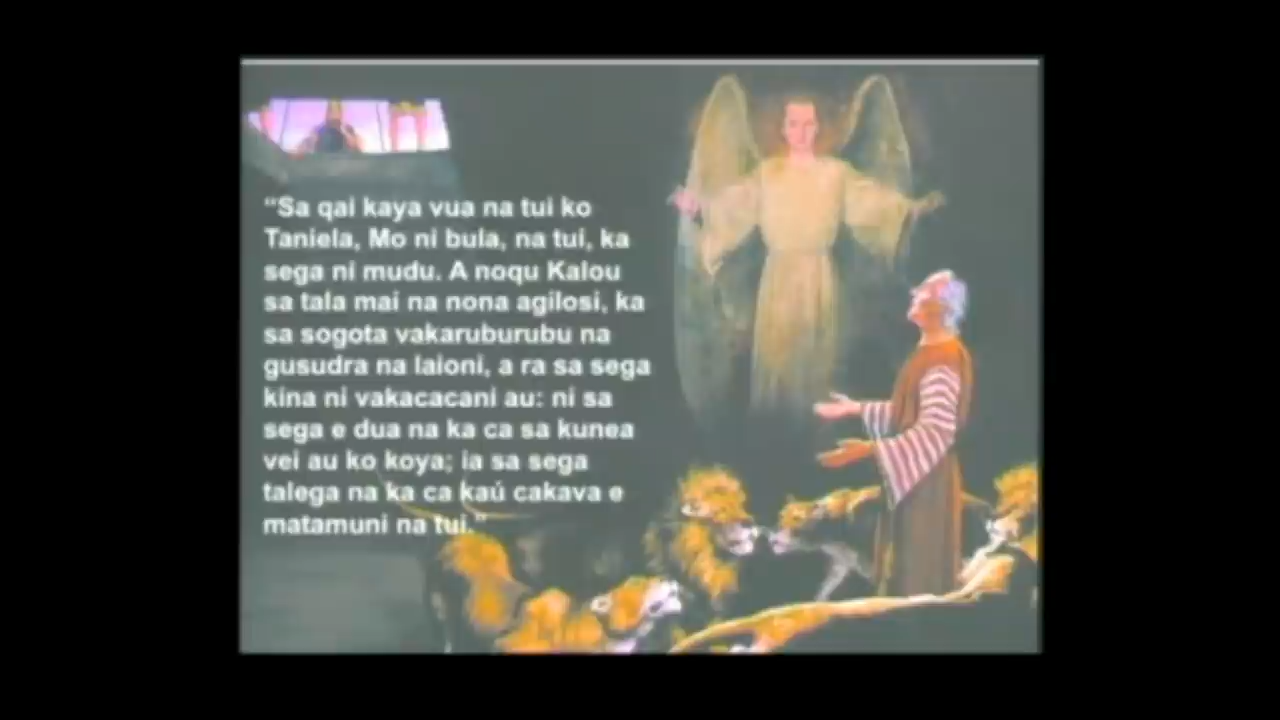 “Sa qai kaya vua na tui ko
Taniela, Mo ni bula, na tui, ka
sega ni mudu. A noqu Kalou
sa tala mai na nona agilosi, ka
sa sogota vakaruburubu na
gusudra na laioni, a ra sa sega
kina ni vakacacani au: ni sa
sega e dua na ka ca sa kunea
vei au ko koya; ia sa sega
talega na ka ca kaú cakava e
matamuni na tui.”